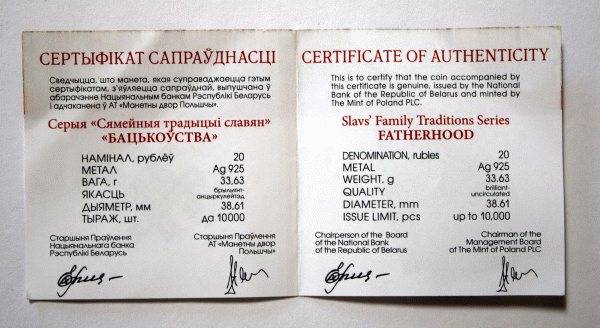 СЕРТЫФІКАТ САПРАЎДНАСЦІ
Сведчыцца, што манета, якая суправаджаецца гэтым
сертыфікатам, з'яўляецца сапраўднай, выпушчана ў
абарачэнне Нацыянальным банкам Рэспублікі Беларусь
і адчаканена ў АТ «Манетны двор Польшчы».
Серыя «Сямейныя традыцыі славян»
«БАЦЬКОЎСТВА»
НАМІНАЛ, рублёў 20
МЕТАЛ Ag 925
ВАГА, г 33,63
ЯКАСЦЬ брыльянт-
анцыркулейтэд
ДЫЯМЕТР, мм 38,61
ТЫРАЖ, шт. да 10000
Старшыня Праўлення
Нацыянальнага банка
Рэспублікі Беларусь
Старшыня Праўлення
АТ «Манетны двор
Польшчы»
CERTIFICATE OF AUTHENTICITY
This is to certify that the coin accompanied by
this certificate is genuine, issued by the National
Bank of the Republic of Belarus and minted by
The Mint of Poland PLC.
Slavs' Family Traditions Series
FATHERHOOD
DENOMINATION, rubles 20
METAL Ag 925
WEIGHT, g 33.63
QUALITY brilliant-
uncirculated
DIAMETER, mm 38.61
ISSUE LIMIT, pcs up to 10,000
Chairperson of the Board
of the National Bank
of the Republic of Belarus
Chairman of the
Management Board
of The Mint of Poland PLC